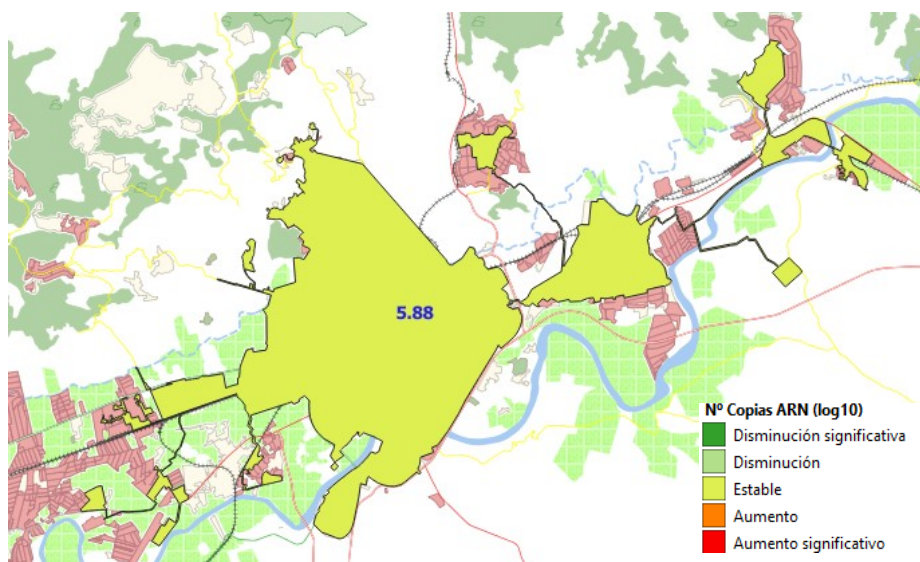 5.88
Nº Copias ARN (log10)
Disminución significativa
Disminución
Estable
Aumento
Aumento significativo